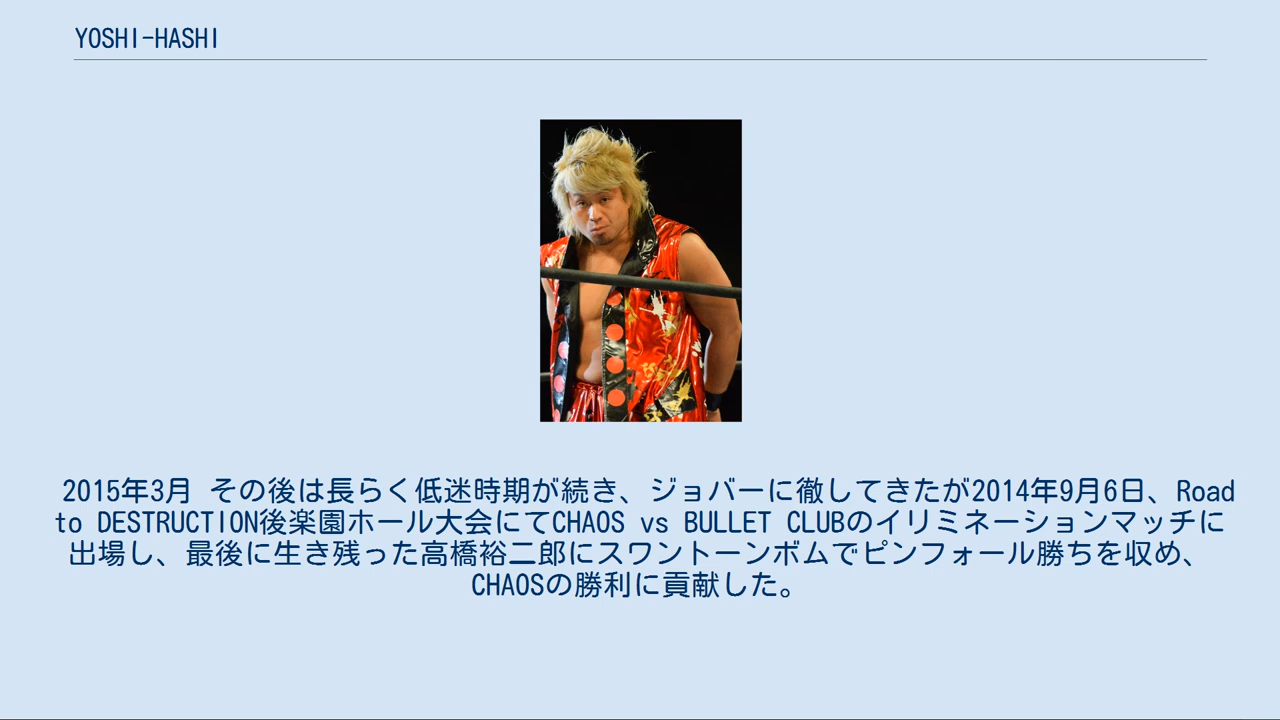 YOSHI-HASHI
2015年3月 その後は長らく低迷時期が続き、ジョバーに徹してきたが2014年9月6日、Road
to DESTRUCTION後楽園ホール大会にてCHAOS vs BULLET CLUBのイリミネーションマッチに
出場し、最後に生き残った高橋裕二郎にスワントーンボムでピンフォール勝ちを収め、
CHAOSの勝利に貢献した。